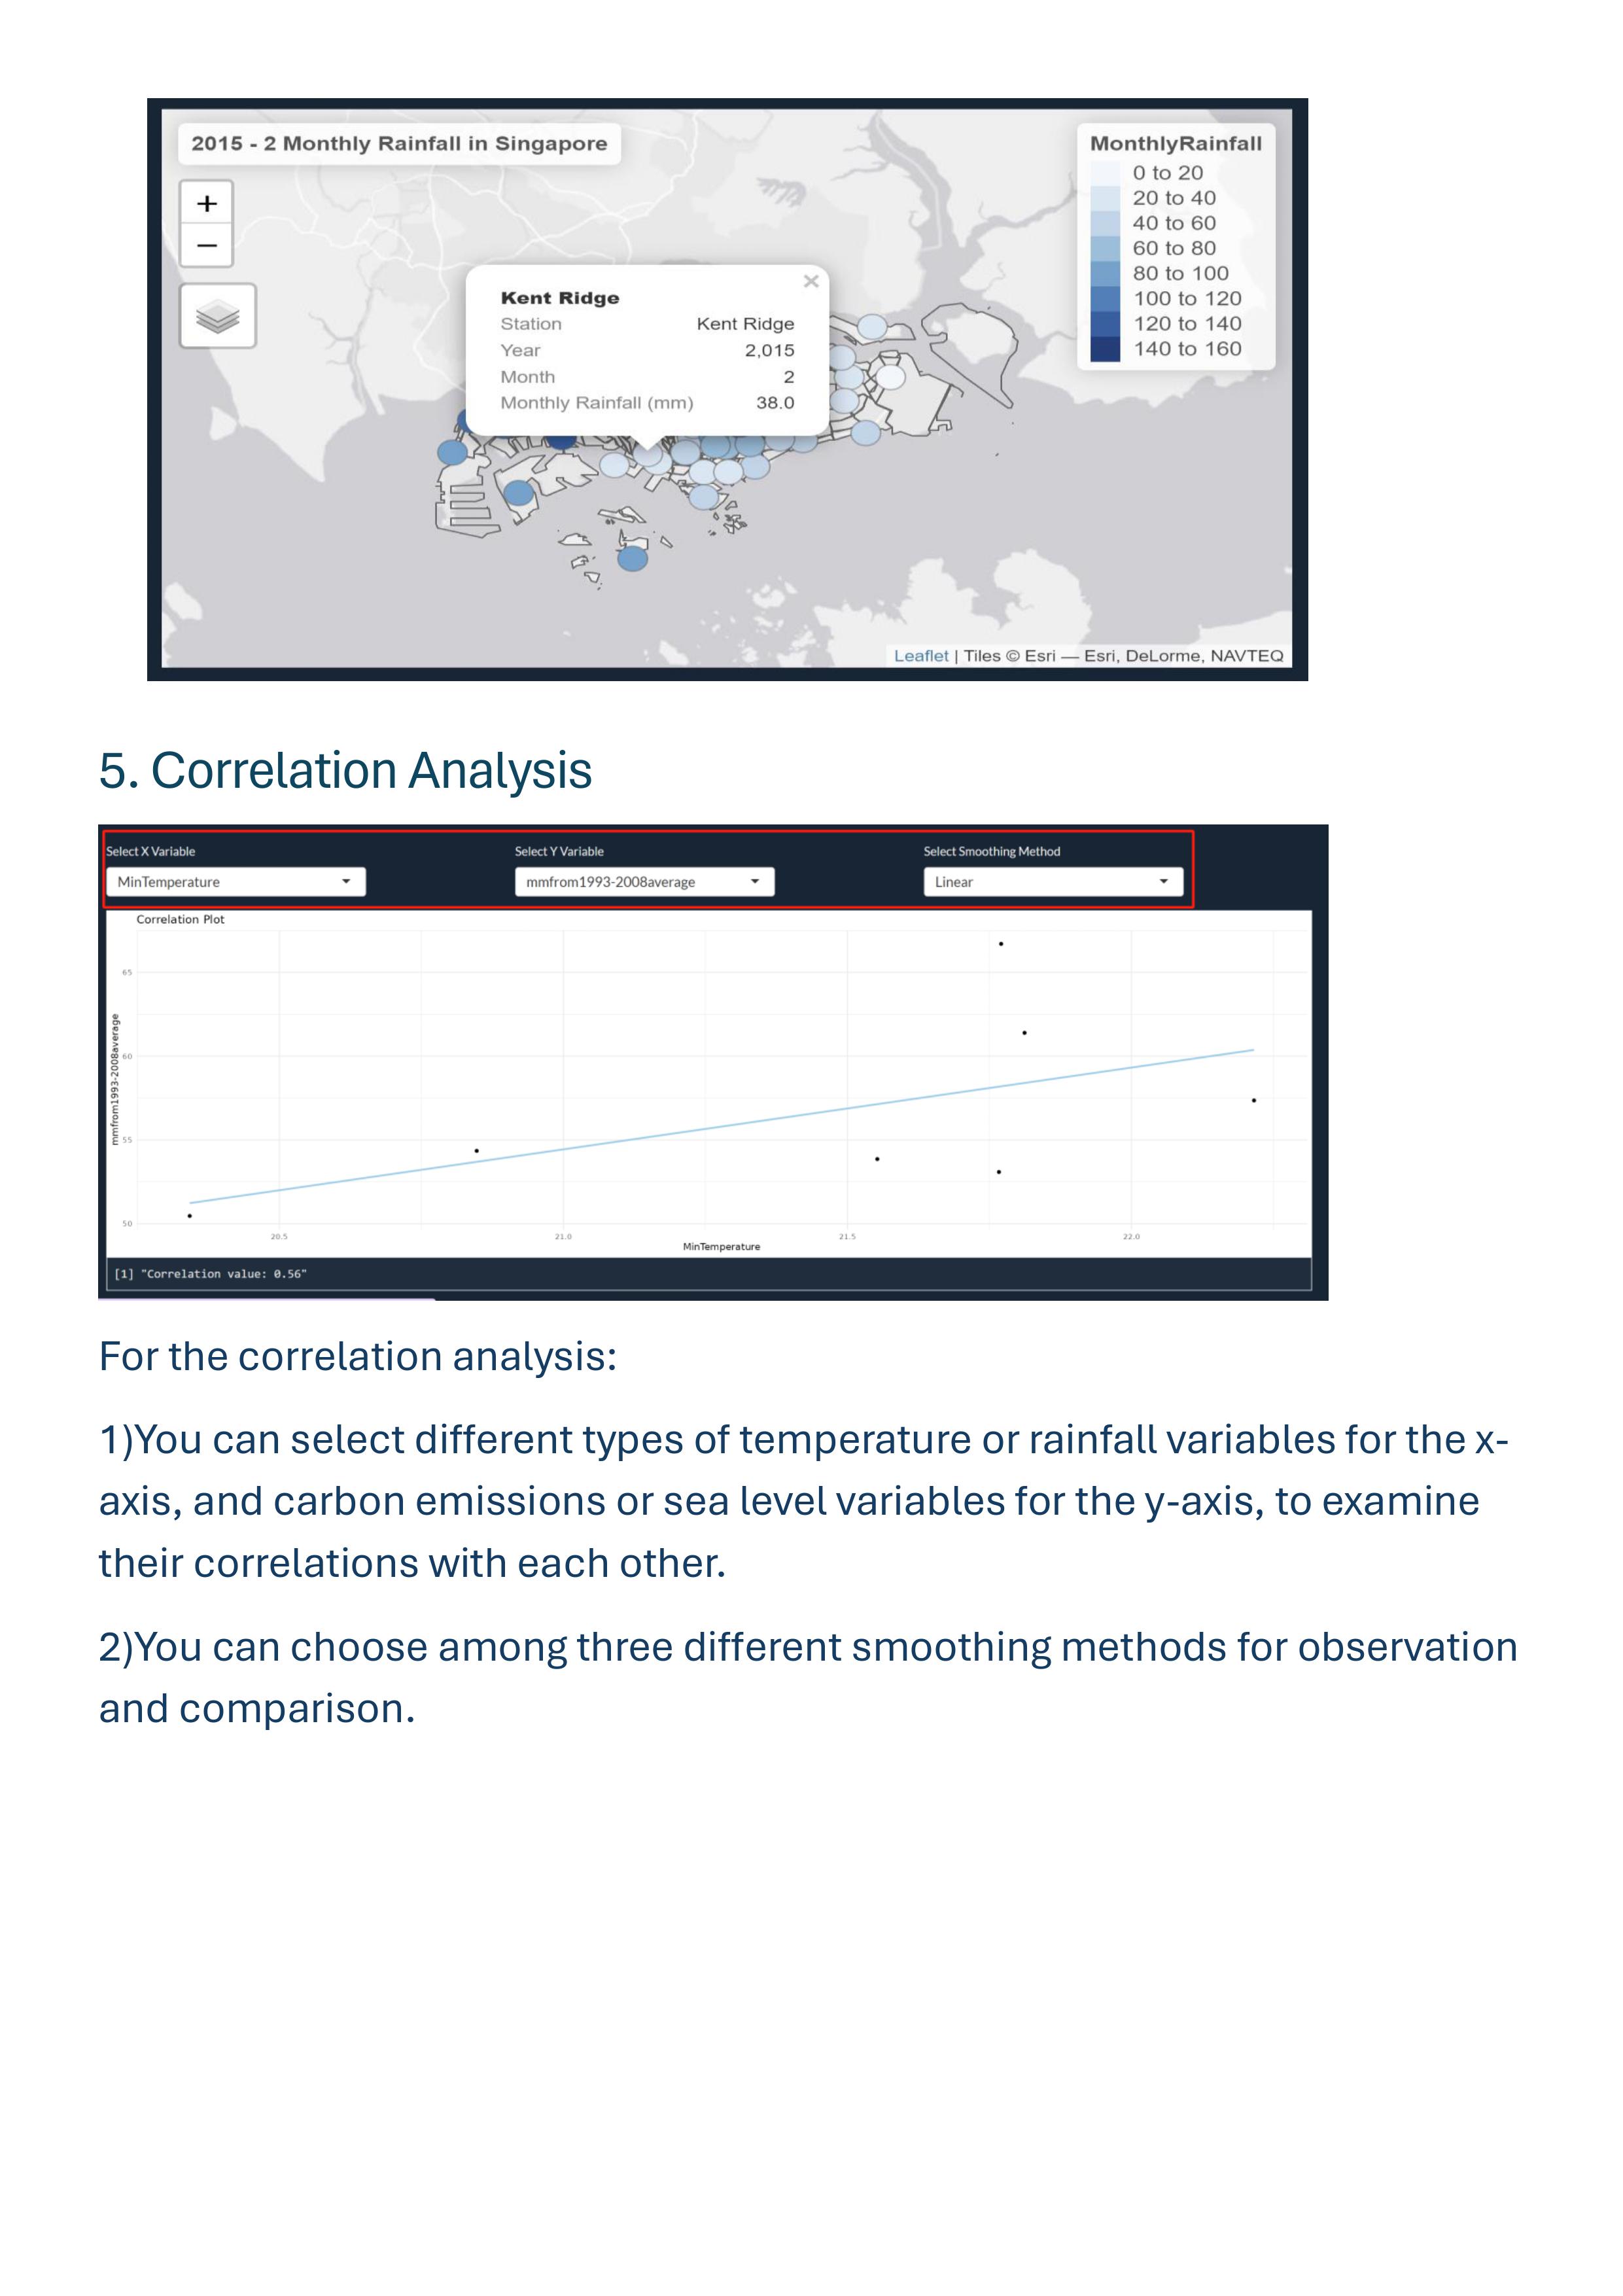 2015 - 2 Monthly Rainfall in Singapore
+
−
MonthlyRainfall
0 to 20
20 to 40
40 to 60
60 to 80
80 to 100
100 to 120
120 to 140
140 to 160
×
Kent Ridge
Station Kent Ridge
Year 2,015
Month 2
Monthly Rainfall (mm) 38.0
Leaflet | Tiles © Esri — Esri, DeLorme, NAVTEQ
5. Correlation Analysis
Select X Variable
MinTemperature
Select Y Variable
mmfrom1993-2008average
Select Smoothing Method
Linear
Correlation Plot
mmfrom1993-2008average
65
60
55
50
20.5 21.0 21.5 22.0
MinTemperature
[1] "Correlation value: 0.56"
For the correlation analysis:
1)You can select different types of temperature or rainfall variables for the x-
axis, and carbon emissions or sea level variables for the y-axis, to examine
their correlations with each other.
2)You can choose among three different smoothing methods for observation
and comparison.